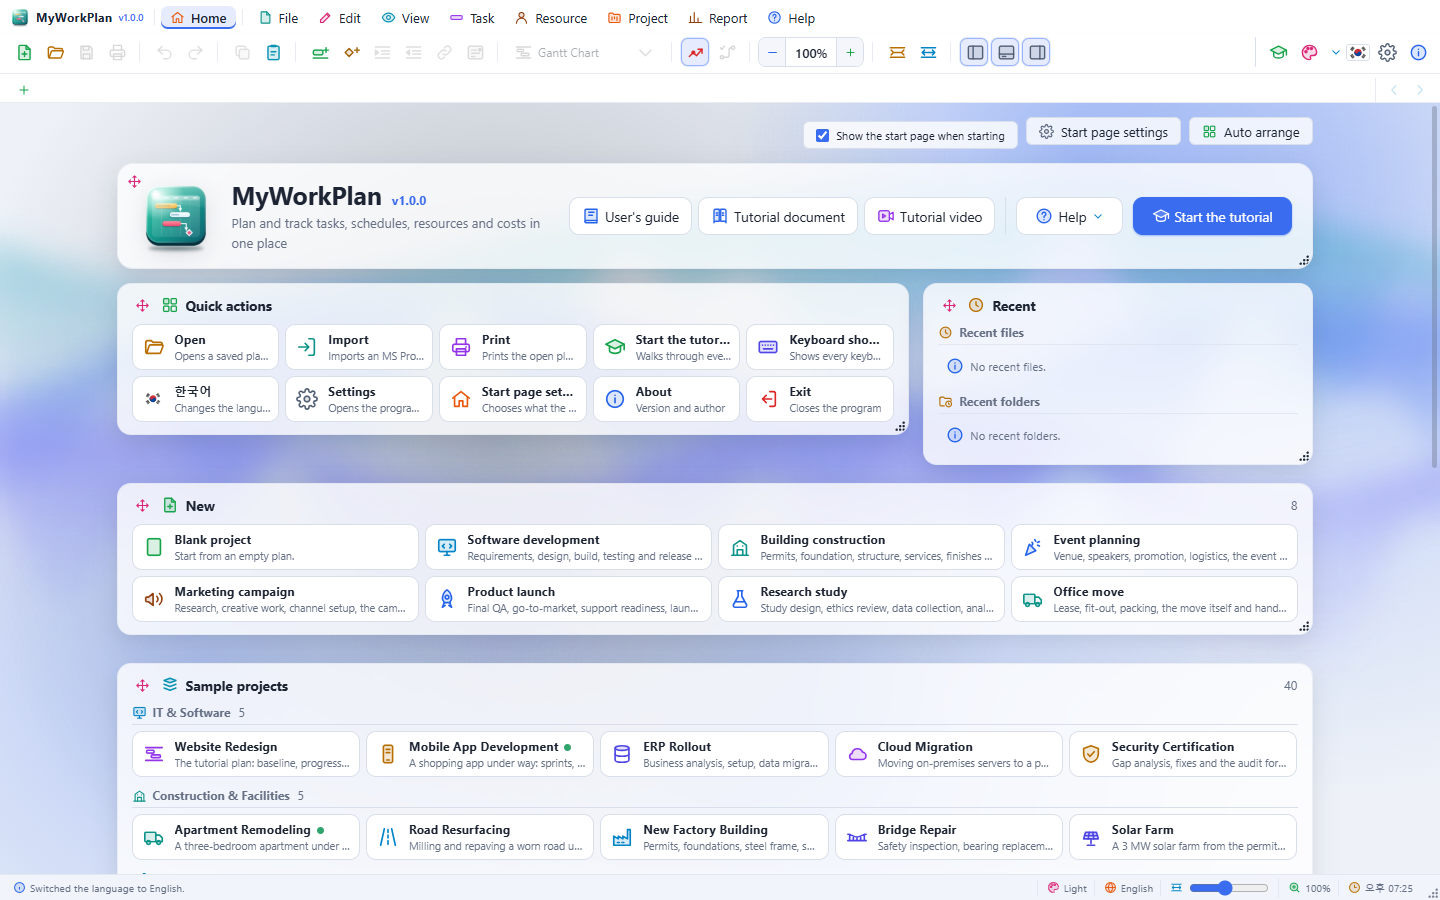 MyWorkPlan v1.0.0 Home File Edit View Task Resource Project Report Help
Gantt Chart 100%
Show the start page when starting Start page settings Auto arrange
MyWorkPlan v1.0.0
Plan and track tasks, schedules, resources and costs in
one place
User's guide Tutorial document Tutorial video Help Start the tutorial
Quick actions
Open Import Print Start the tutor... Keyboard sho...
Opens a saved pla... Imports an MS Pro... Prints the open pl... Walks through eve... Shows every keyb...
한국어 Settings Start page set... About Exit
Changes the langu... Opens the progra... Chooses what the ... Version and author Closes the program
Recent
Recent files
No recent files.
Recent folders
No recent folders.
New 8
Blank project Software development Building construction Event planning
Start from an empty plan. Requirements, design, build, testing and release ... Permits, foundation, structure, services, finishes ... Venue, speakers, promotion, logistics, the event ...
Marketing campaign Product launch Research study Office move
Research, creative work, channel setup, the cam... Final QA, go-to-market, support readiness, laun... Study design, ethics review, data collection, anal... Lease, fit-out, packing, the move itself and hand...
Sample projects 40
IT & Software 5
Website Redesign Mobile App Development ERP Rollout Cloud Migration Security Certification
The tutorial plan: baseline, progress... A shopping app under way: sprints, ... Business analysis, setup, data migra... Moving on-premises servers to a p... Gap analysis, fixes and the audit for...
Construction & Facilities 5
Apartment Remodeling Road Resurfacing New Factory Building Bridge Repair Solar Farm
A three-bedroom apartment under ... Milling and repaving a worn road u... Permits, foundations, steel frame, s... Safety inspection, bearing replacem... A 3 MW solar farm from the permit...
Switched the language to English. Light English 100% 오후 07:25